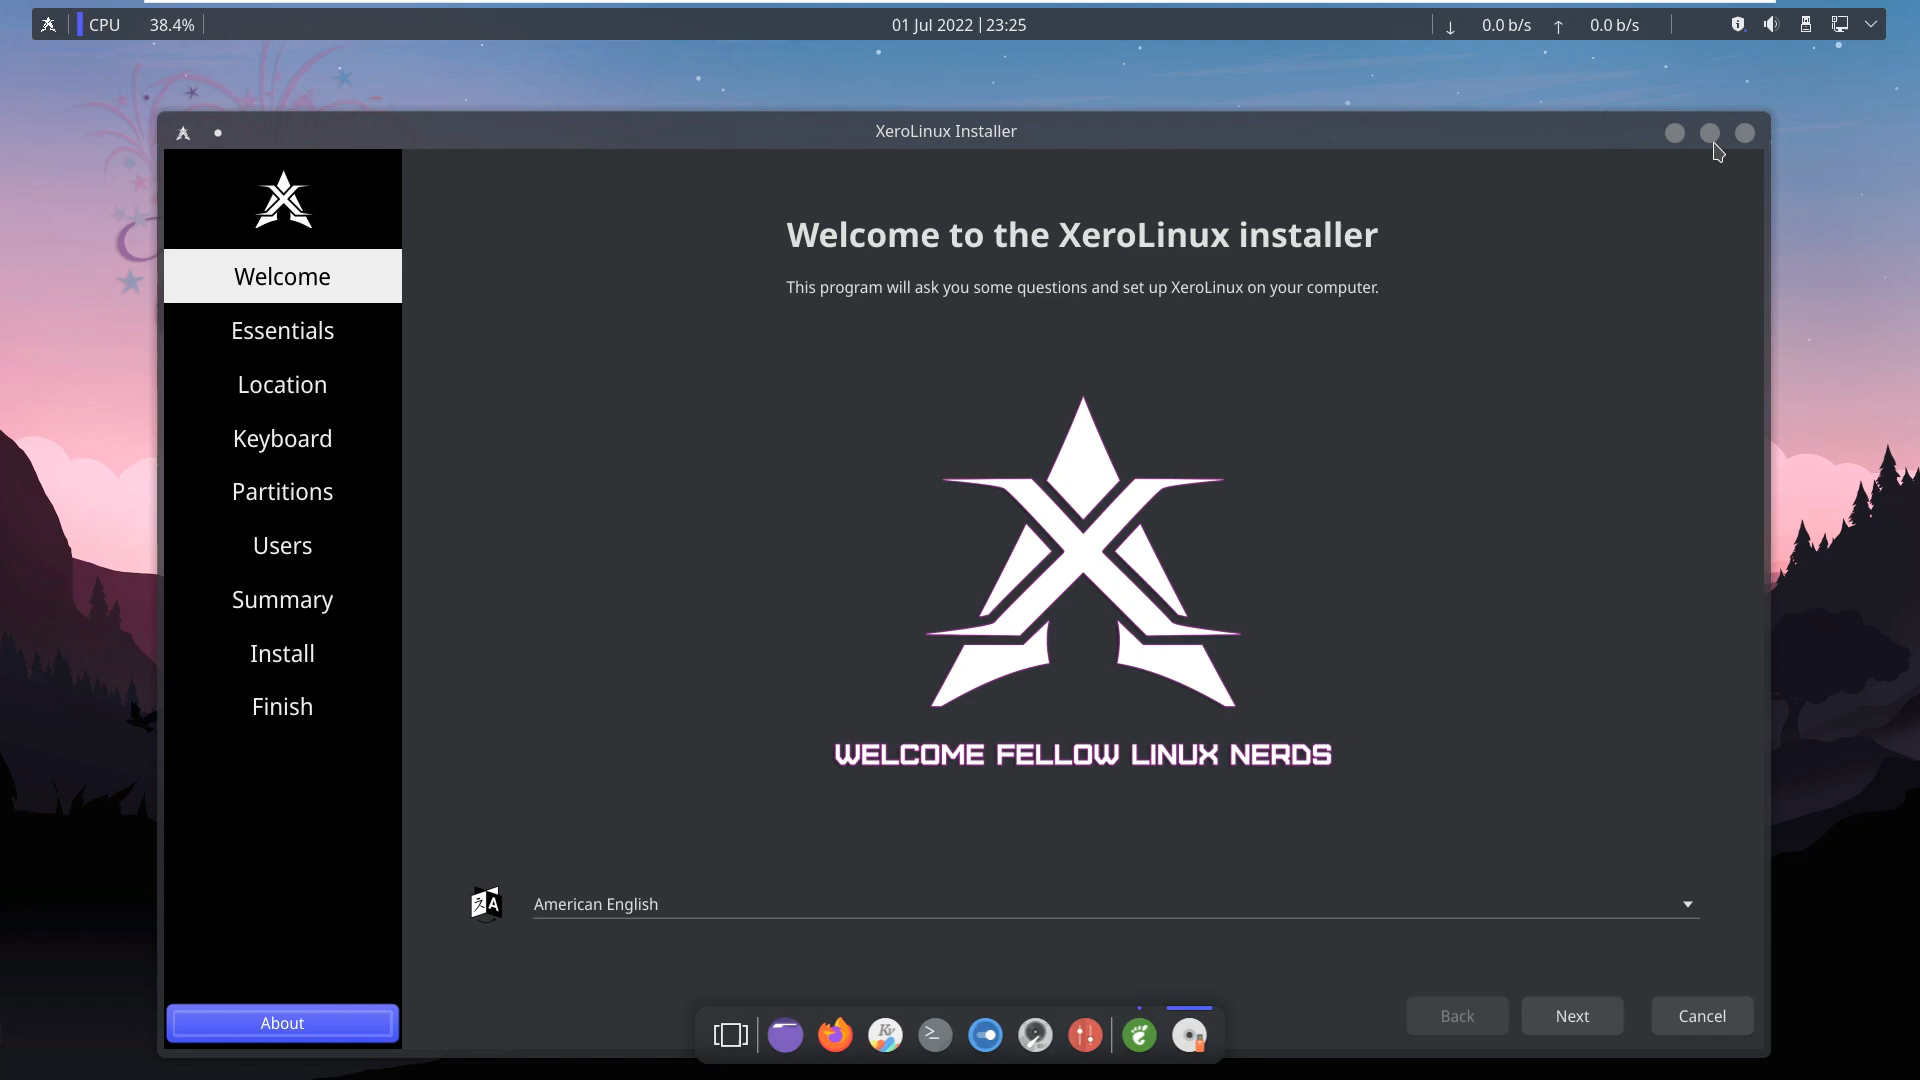 CPU 38.4% 01 Jul 2022 | 23:25 ↓ 0.0 b/s ↑ 0.0 b/s
XeroLinux Installer
Welcome
Essentials
Location
Keyboard
Partitions
Users
Summary
Install
Finish
About
Welcome to the XeroLinux installer
This program will ask you some questions and set up XeroLinux on your computer.
WELCOME FELLOW LINUX NERDS
American English
Back Next Cancel